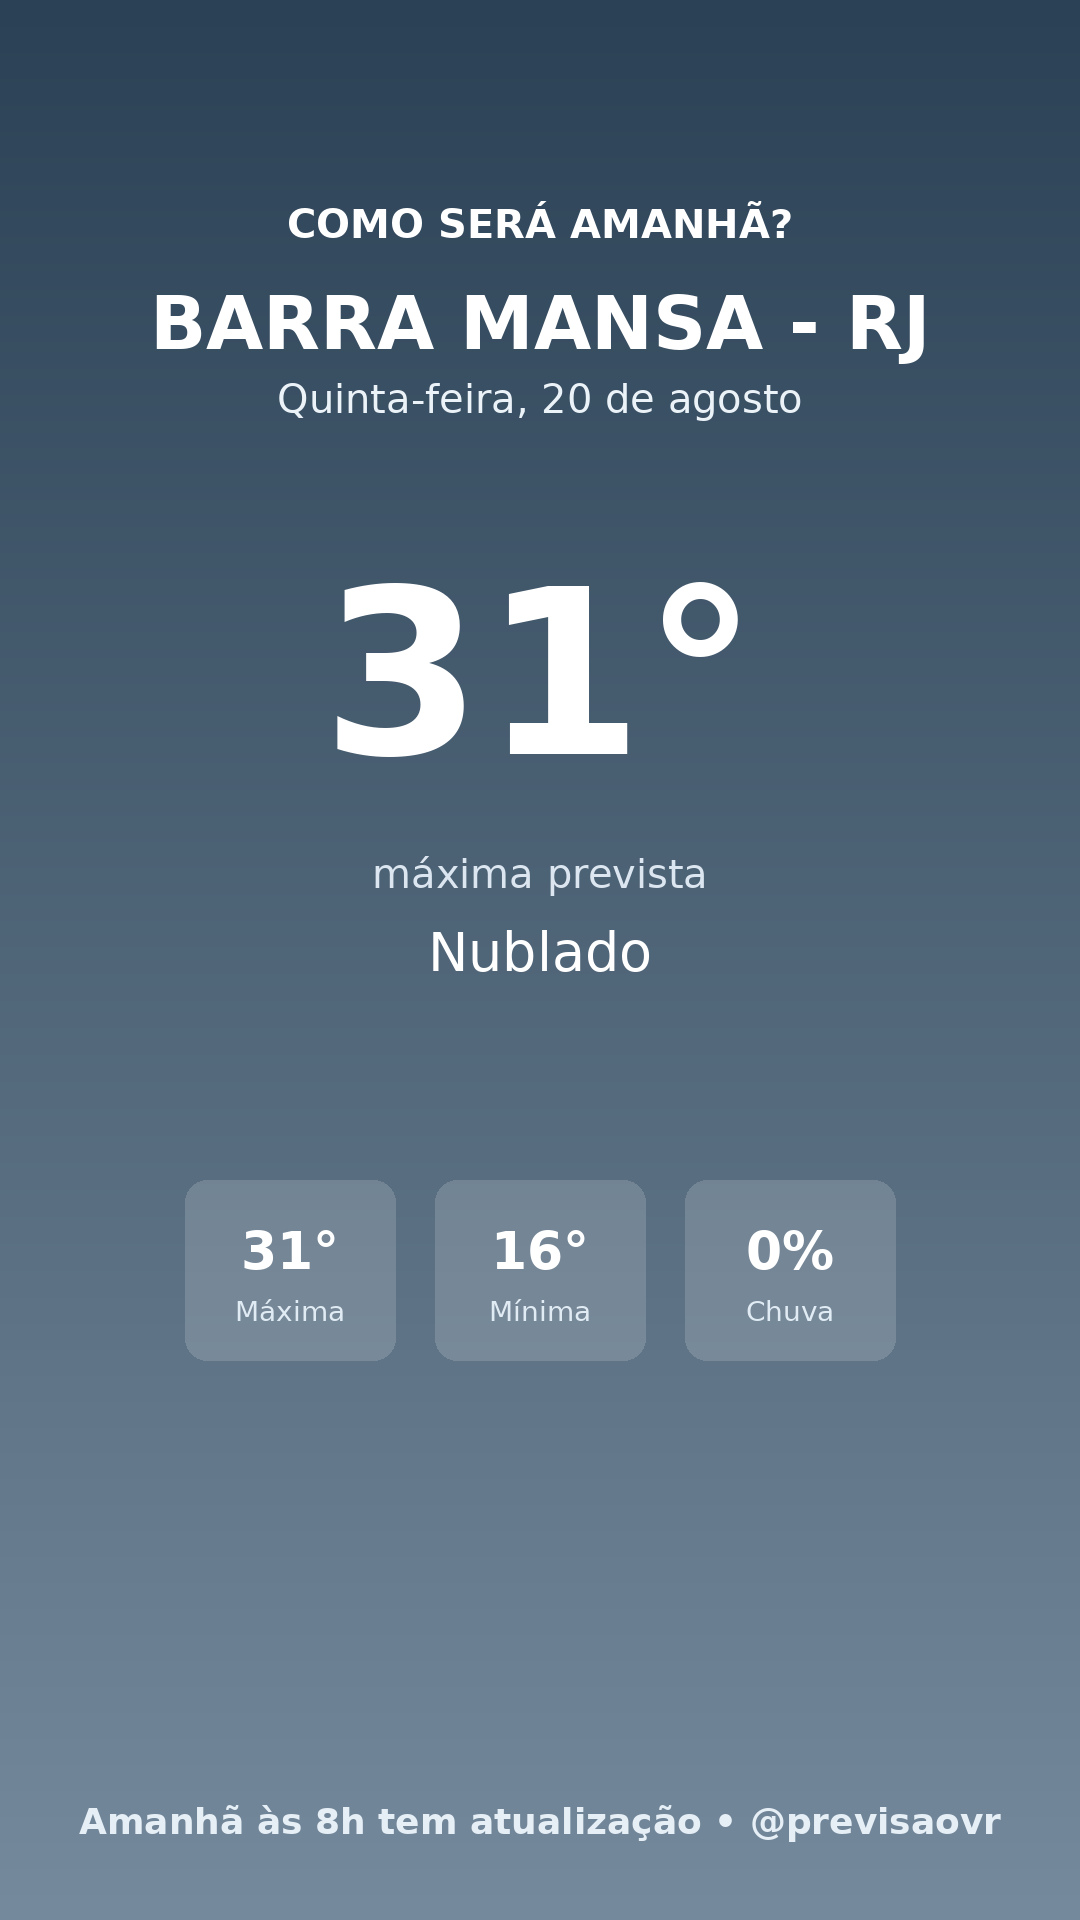 COMO SERÁ AMANHÃ?
BARRA MANSA - RJ
Quinta-feira, 20 de agosto
31°
máxima prevista
Nublado
31° 16° 0%
Máxima Mínima Chuva
Amanhã às 8h tem atualização • @previsaovr